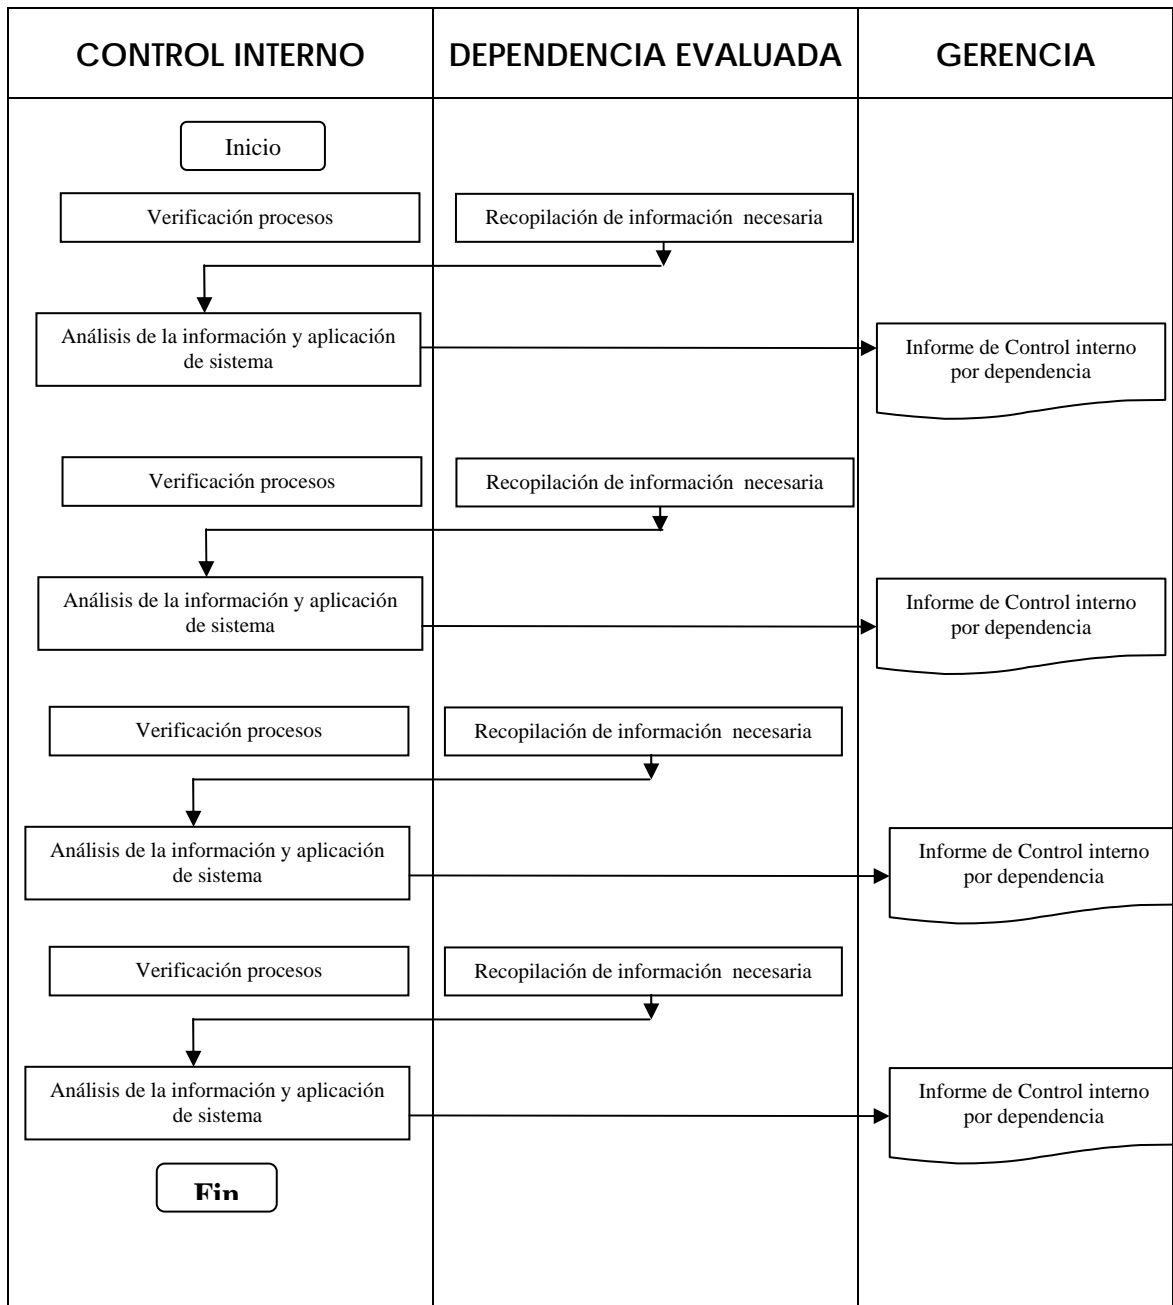 CONTROL INTERNO
DEPENDENCIA EVALUADA
GERENCIA
Inicio
Verificación procesos
Recopilación de información necesaria
Análisis de la información y aplicación
de sistema
Informe de Control interno
por dependencia
Verificación procesos
Recopilación de información necesaria
Análisis de la información y aplicación
de sistema
Informe de Control interno
por dependencia
Verificación procesos
Recopilación de información necesaria
Análisis de la información y aplicación
de sistema
Informe de Control interno
por dependencia
Verificación procesos
Recopilación de información necesaria
Análisis de la información y aplicación
de sistema
Informe de Control interno
por dependencia
Fin